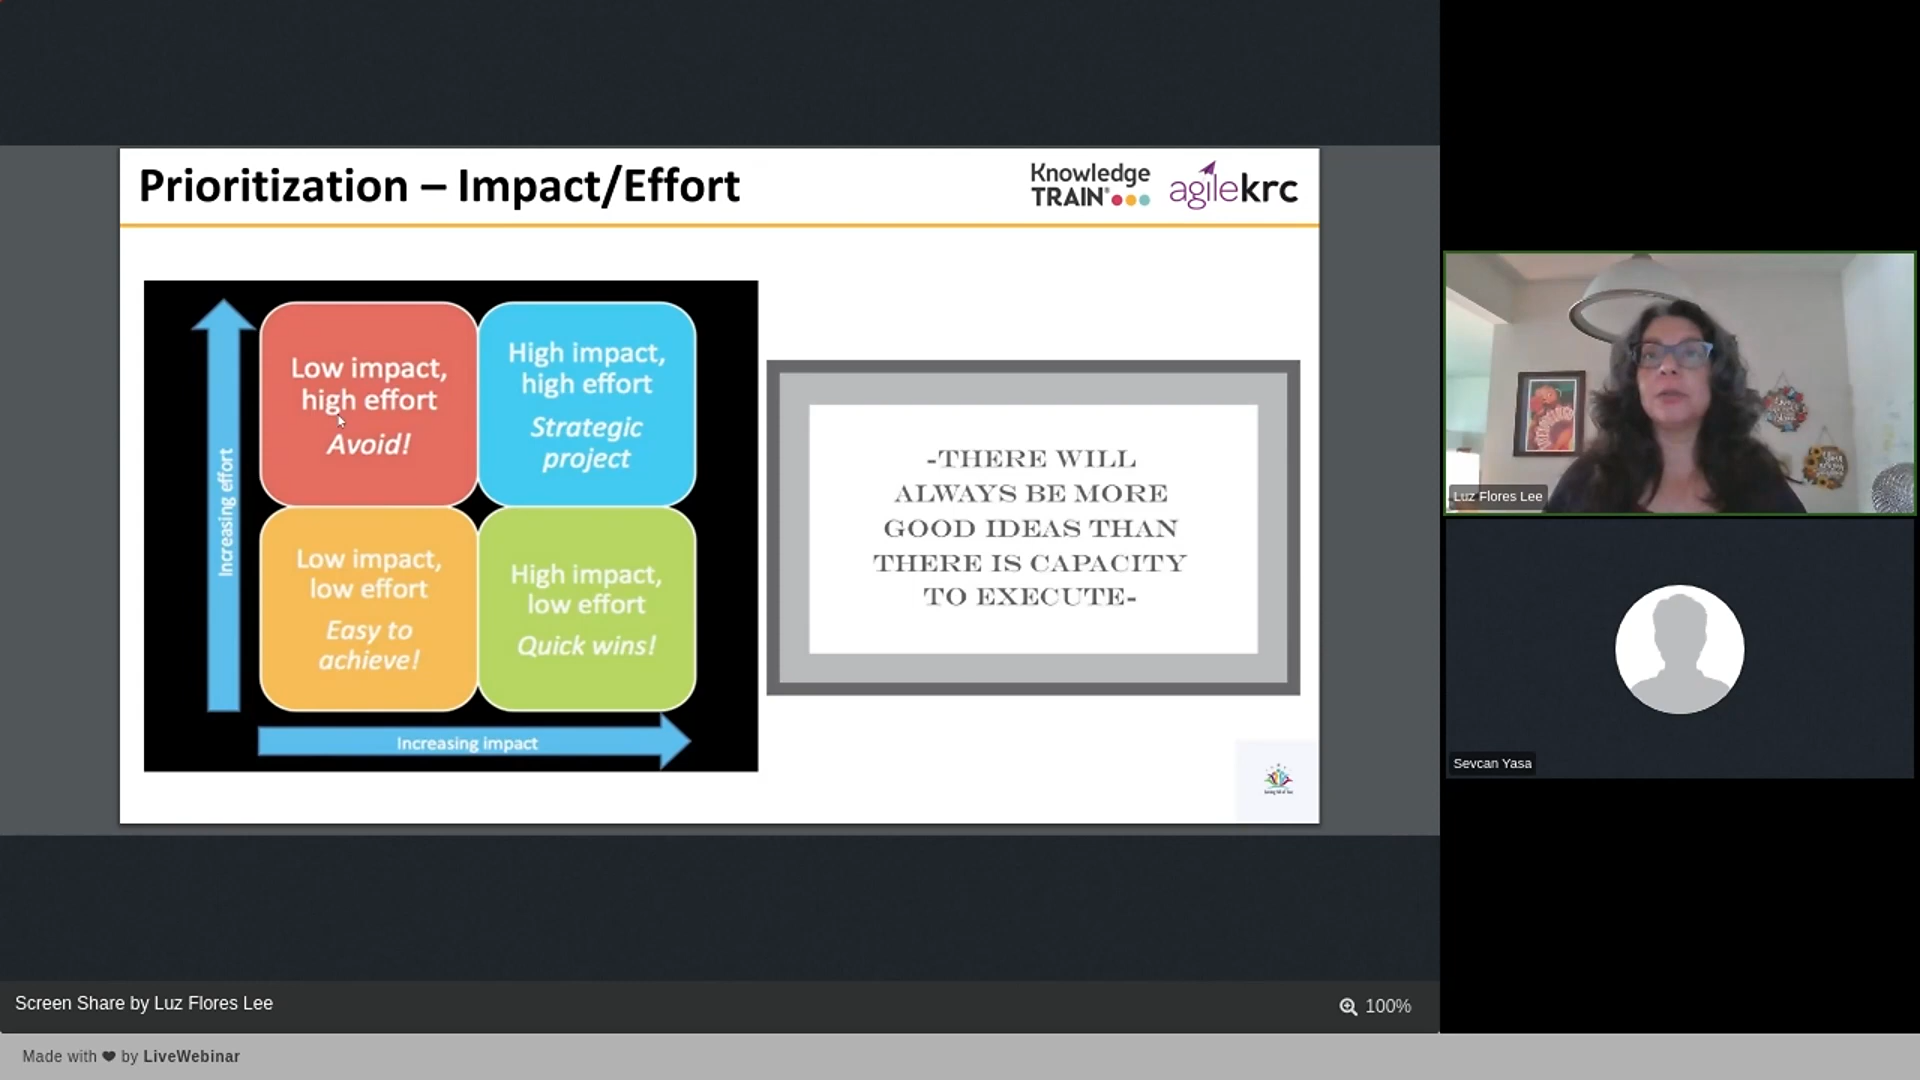 Prioritization – Impact/Effort
Knowledge
TRAIN
agilekrc
Low impact,
high effort
Avoid!
High impact,
high effort
Strategic
project
Increasing effort
Low impact,
low effort
Easy to
achieve!
High impact,
low effort
Quick wins!
Increasing impact
-THERE WILL
ALWAYS BE MORE
GOOD IDEAS THAN
THERE IS CAPACITY
TO EXECUTE-
Luz Flores Lee
Sevcan Yasa
Screen Share by Luz Flores Lee
100%
Made with ❤ by LiveWebinar